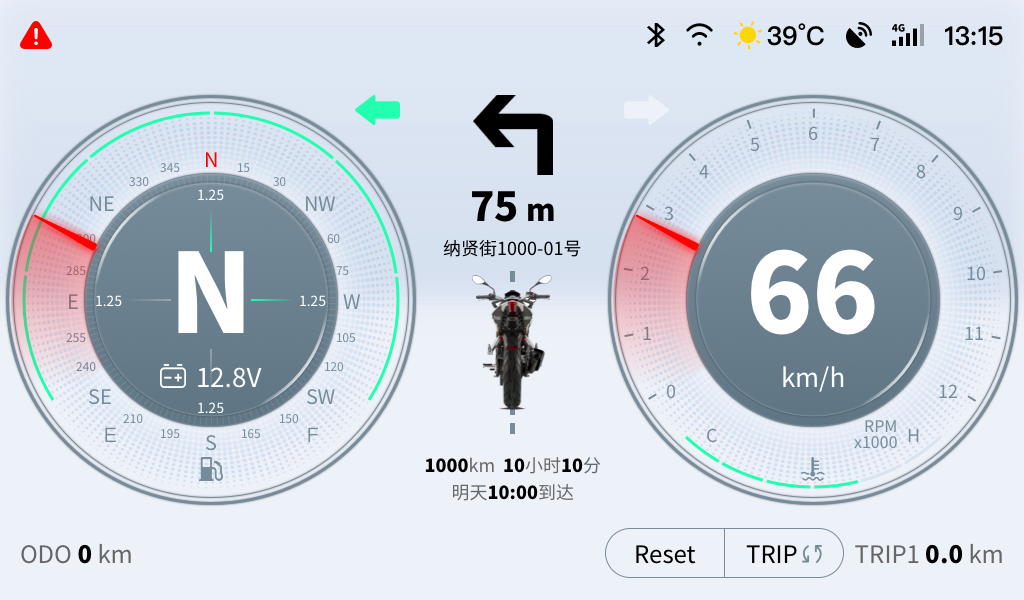 39°C 4G 13:15
N
345 15
330 30
NE NW
1.25
60
285 75
E 1.25 N 1.25 W
255 105
240 120
12.8V
SE SW
1.25
210 150
E 195 165 F
S
75 m
纳贤街1000-01号
1000km 10小时10分
明天10:00到达
6
5 7
4 8
3 9
2 10
66
1 11
km/h
0 12
C RPM H
x1000
ODO 0 km
Reset TRIP TRIP1 0.0 km